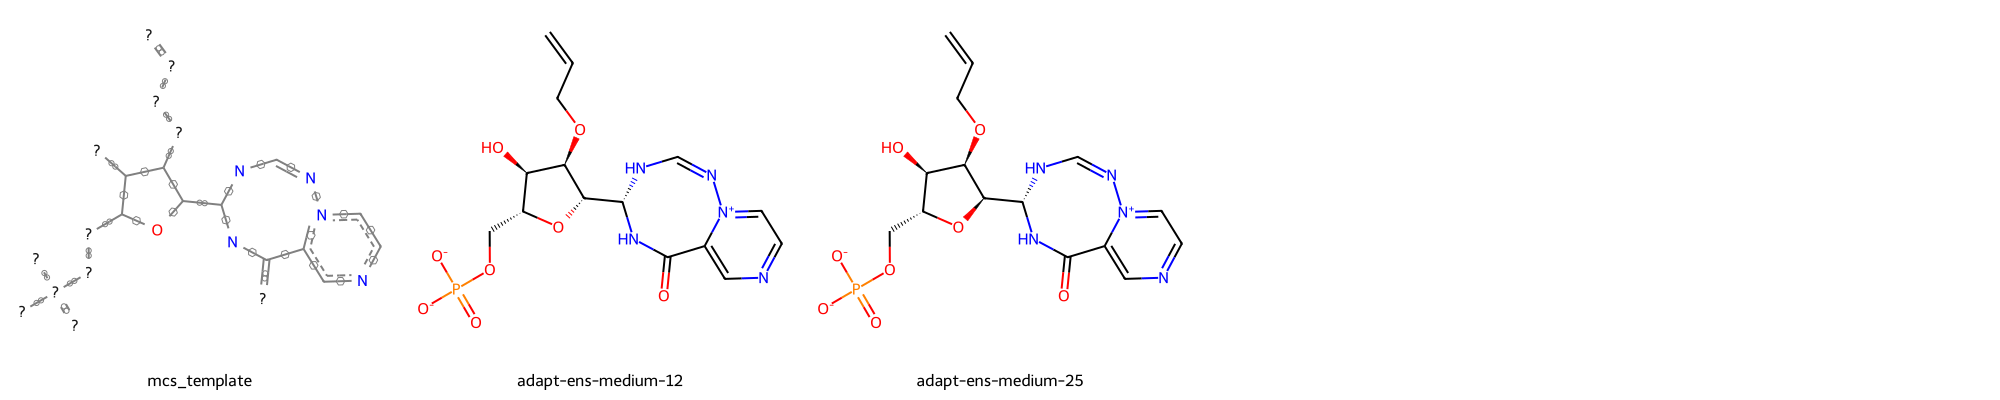 ?
?
?
?
?
N
N
N
N
N
O
?
?
?
?
?
?
?
HO
O
HN
N
N+
O
HN
N
O
O
O-
P
O-
O
HO
O
HN
N
N+
O
HN
N
O
O
O-
P
O-
O
mcs_template
adapt-ens-medium-12
adapt-ens-medium-25